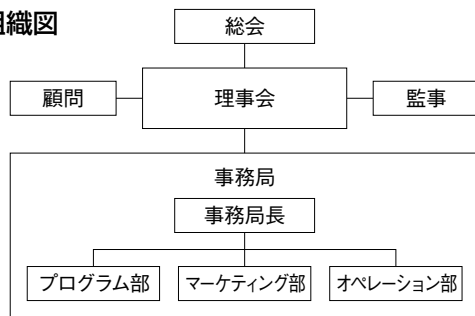 組織図
総会
顧問
理事会
監事
事務局
事務局長
プログラム部
マーケティング部
オペレーション部